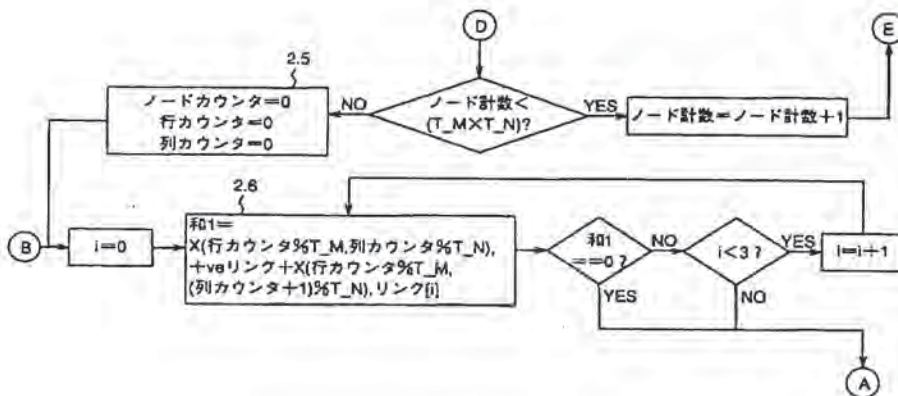 D
E
2.5
ノードカウンタ=0
行カウンタ=0
列カウンタ=0
NO
ノード計数<
(T_M×T_N)?
YES
ノード計数=ノード計数+1
2.6
B
i=0
和1=
X(行カウンタ%T_M,列カウンタ%T_N),
+veリンク+X(行カウンタ%T_M,
(列カウンタ+1)%T_N),リンク[i]
和1
==0?
NO
i<3?
YES
i=i+1
YES
NO
A